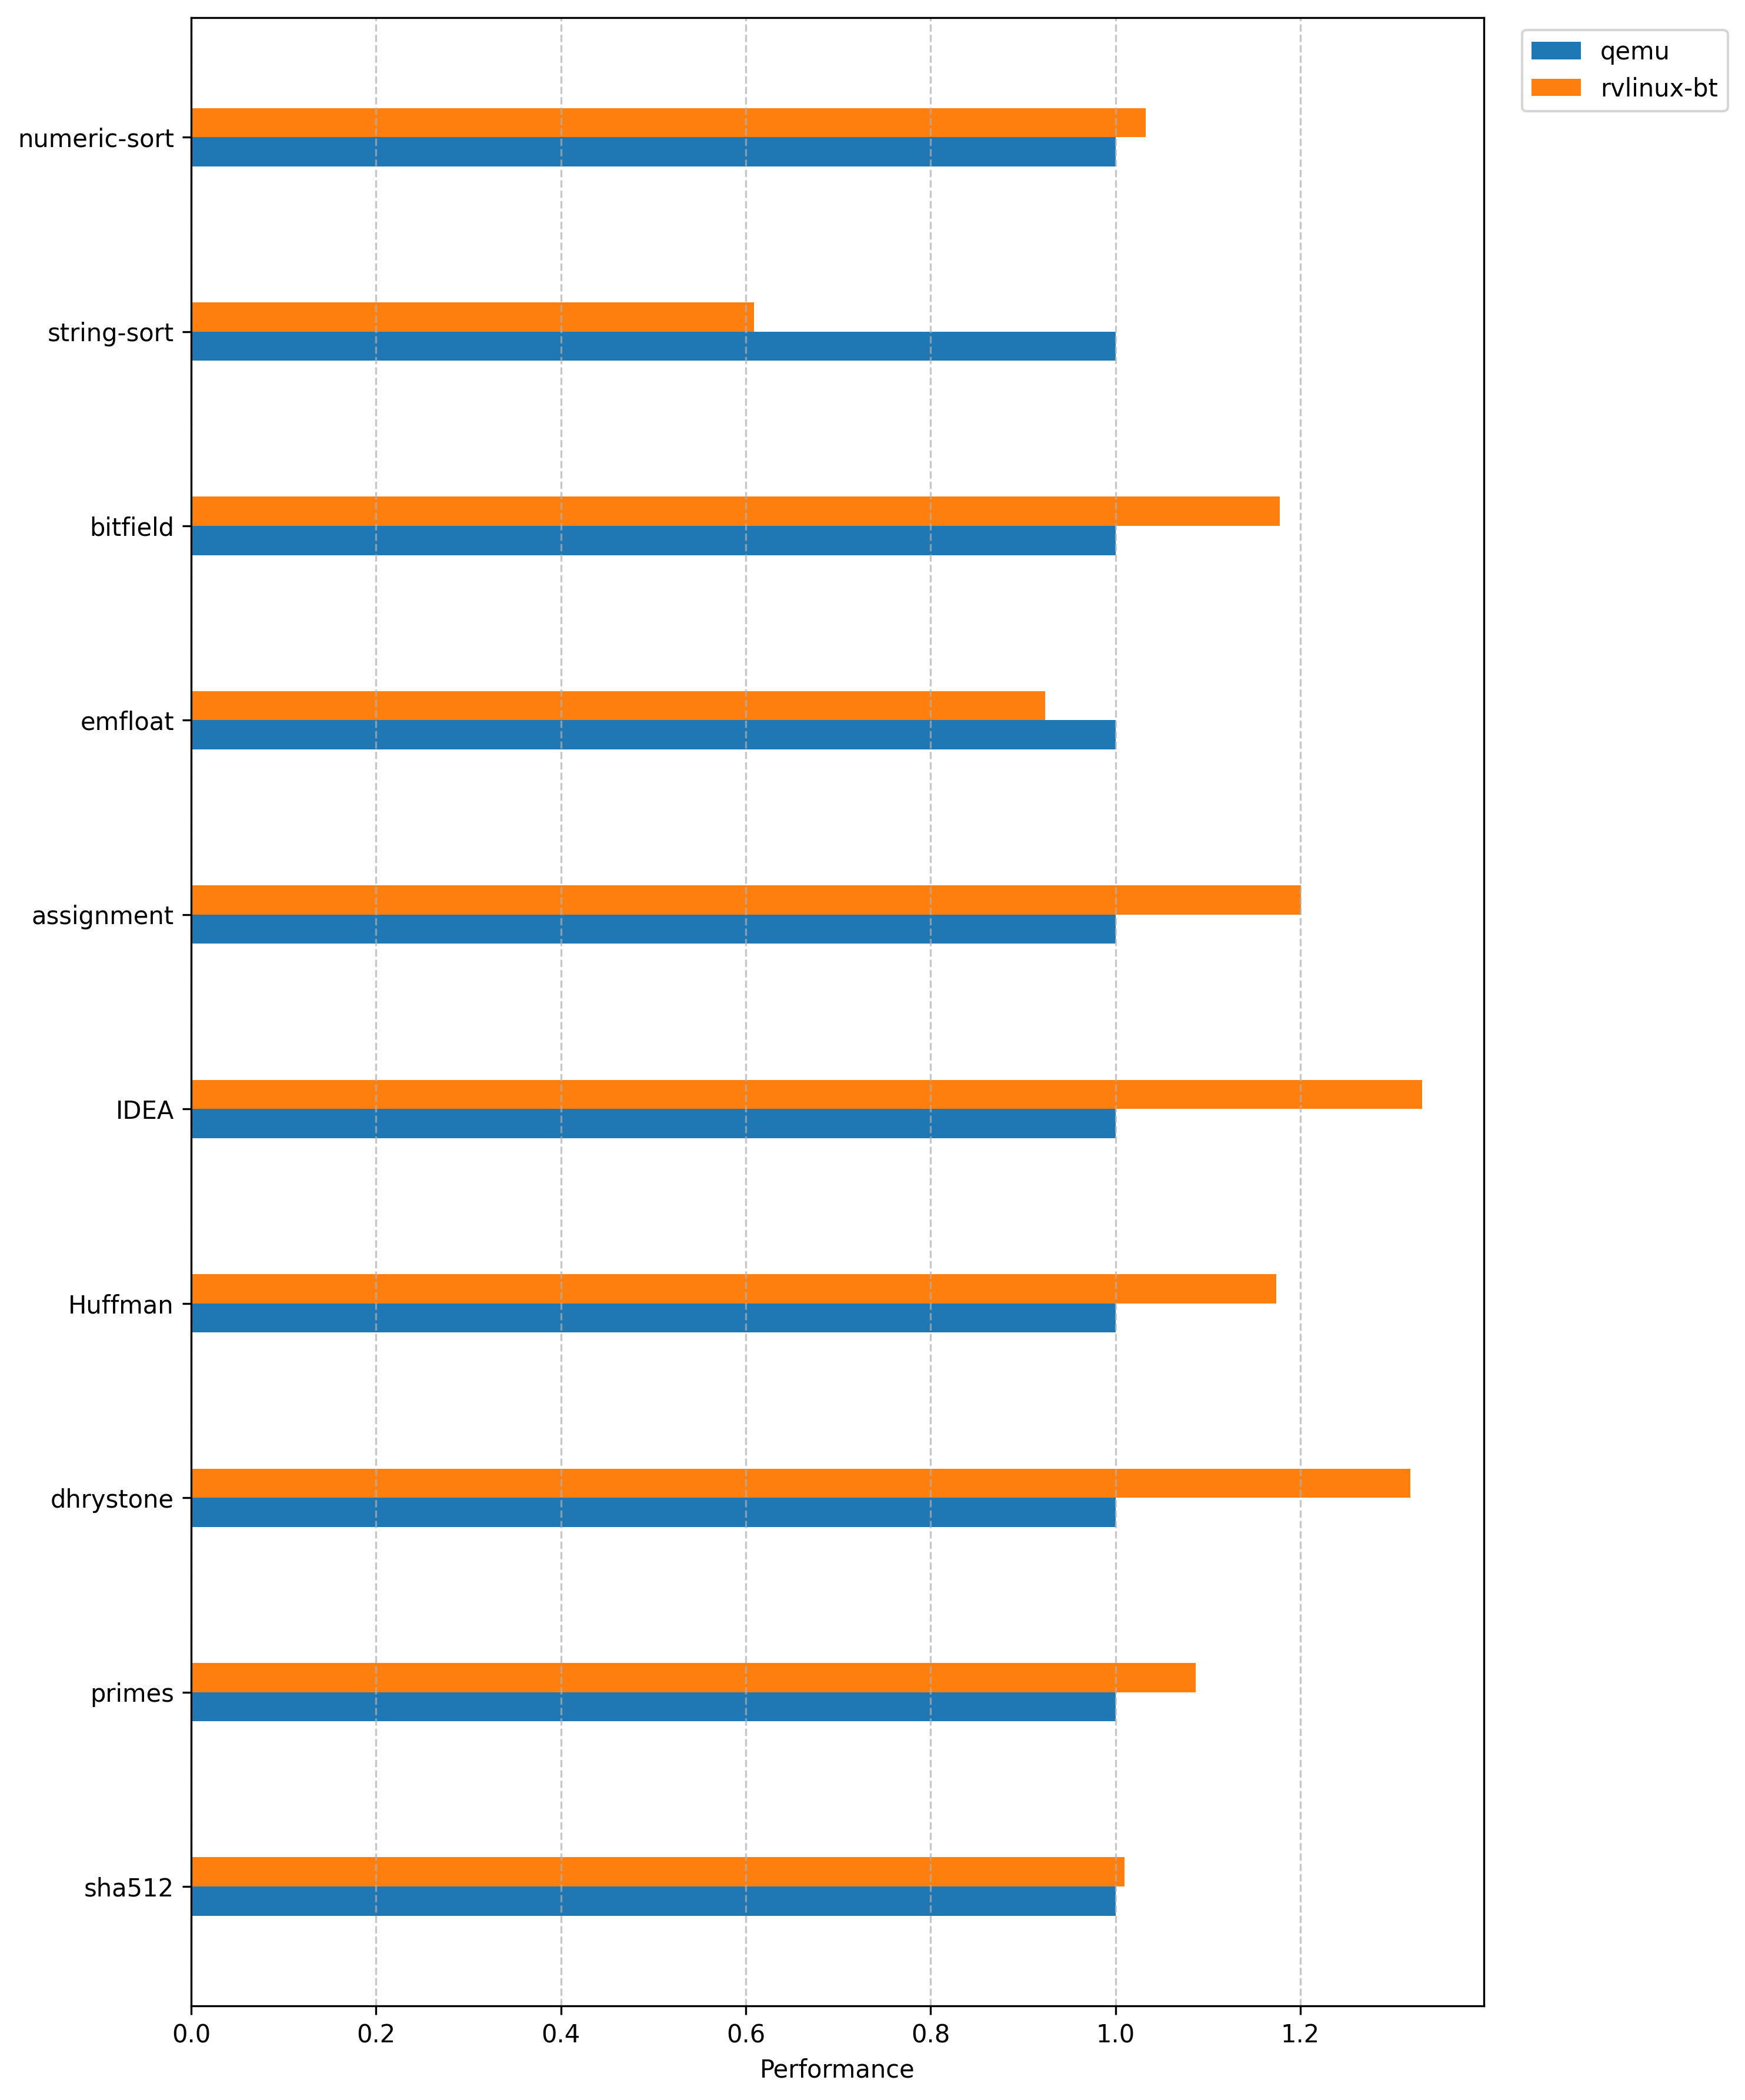 qemu
rvlinux-bt
numeric-sort
string-sort
bitfield
emfloat
assignment
IDEA
Huffman
dhrystone
primes
sha512
0.0 0.2 0.4 0.6 0.8 1.0 1.2
Performance